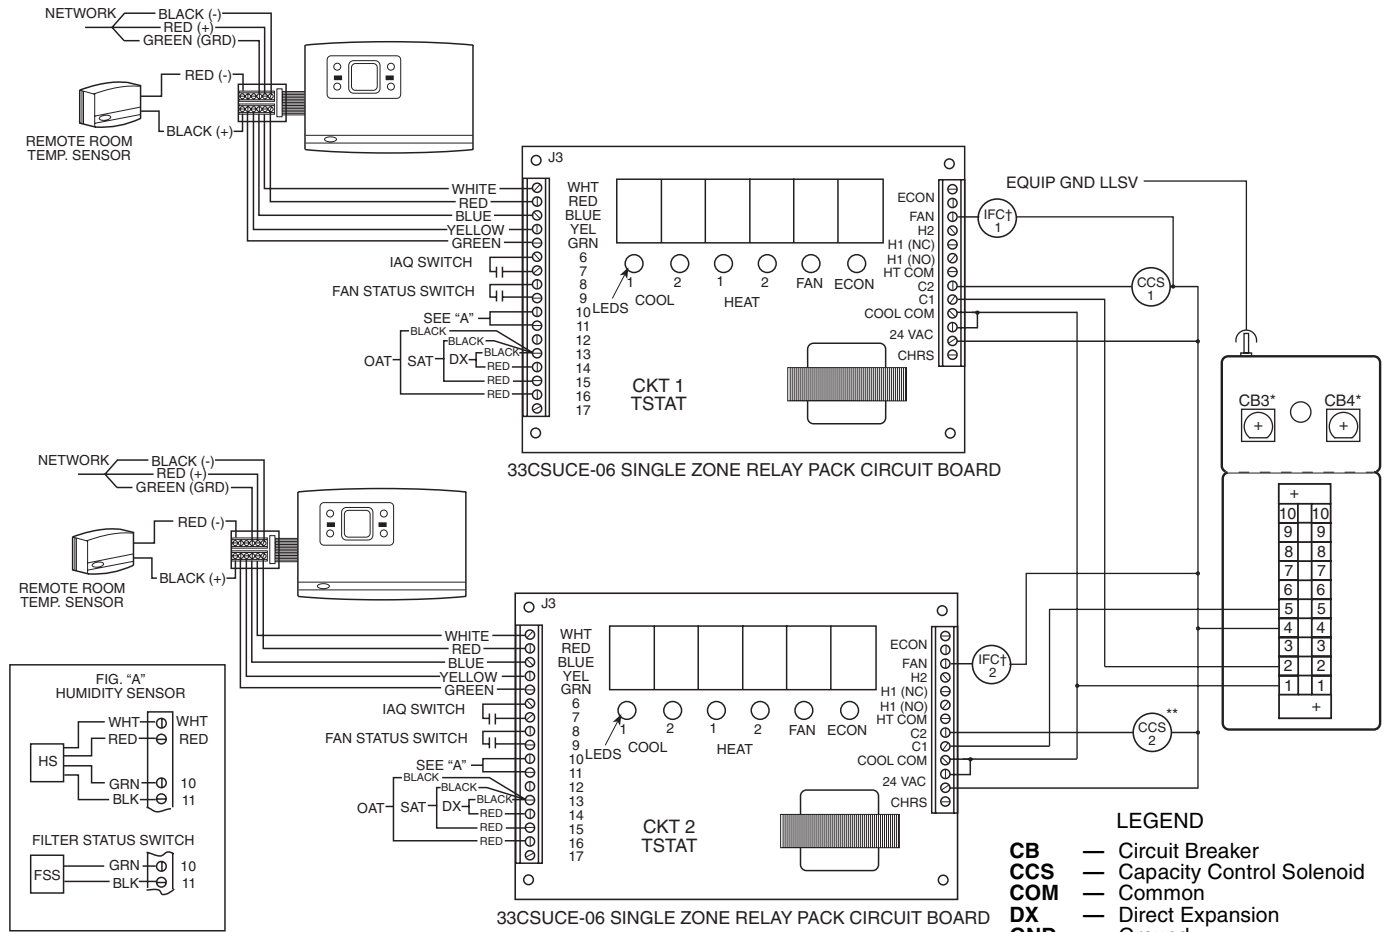 NETWORK
BLACK (-)
RED (+)
GREEN (GRD)
RED (-)
BLACK (+)
REMOTE ROOM
TEMP. SENSOR
J3
WHITE WHT
RED RED
BLUE BLUE
YELLOW YEL
GREEN GRN
IAQ SWITCH 6
7
FAN STATUS SWITCH 8
9
SEE “A” 10
11
BLACK 12
BLACK 13
OAT SAT DX BLACK
RED 14
RED 15
RED 16
17
LEDS 1 2 1 2 FAN ECON
COOL HEAT
CKT 1
TSTAT
ECON
FAN
H2
H1 (NC)
H1 (NO)
HT COM
C2
C1
COOL COM
24 VAC
CHRS
IFC†
1
CCS
1
EQUIP GND LLSV
33CSUCE-06 SINGLE ZONE RELAY PACK CIRCUIT BOARD
CB3* CB4*
+ +
+
10 10
9 9
8 8
7 7
6 6
5 5
4 4
3 3
2 2
1 1
+
NETWORK
BLACK (-)
RED (+)
GREEN (GRD)
RED (-)
BLACK (+)
REMOTE ROOM
TEMP. SENSOR
J3
WHITE WHT
RED RED
BLUE BLUE
YELLOW YEL
GREEN GRN
IAQ SWITCH 6
7
FAN STATUS SWITCH 8
9
SEE “A” 10
11
BLACK 12
BLACK 13
OAT SAT DX BLACK
RED 14
RED 15
RED 16
17
LEDS 1 2 1 2 FAN ECON
COOL HEAT
CKT 2
TSTAT
ECON
FAN
H2
H1 (NC)
H1 (NO)
HT COM
C2
C1
COOL COM
24 VAC
CHRS
IFC†
2
CCS
2
**
33CSUCE-06 SINGLE ZONE RELAY PACK CIRCUIT BOARD
FIG. “A”
HUMIDITY SENSOR
HS
WHT WHT
RED RED
GRN 10
BLK 11
FILTER STATUS SWITCH
FSS
GRN 10
BLK 11
LEGEND
CB — Circuit Breaker
CCS — Capacity Control Solenoid
COM — Common
DX — Direct Expansion
GND — Ground